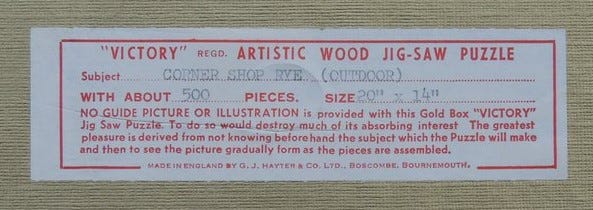 "VICTORY" REGD. ARTISTIC WOOD JIG-SAW PUZZLE
Subject CORNER SHOP RYE (OUTDOOR)
WITH ABOUT 500 PIECES. SIZE 20" x 14"
NO GUIDE PICTURE OR ILLUSTRATION is provided with this Gold Box "VICTORY"
Jig Saw Puzzle. To do so would destroy much of its absorbing interest The greatest
pleasure is derived from not knowing beforehand the subject which the Puzzle will make
and then to see the picture gradually form as the pieces are assembled.
MADE IN ENGLAND BY G. J. HAYTER & CO. LTD., BOSCOMBE, BOURNEMOUTH.